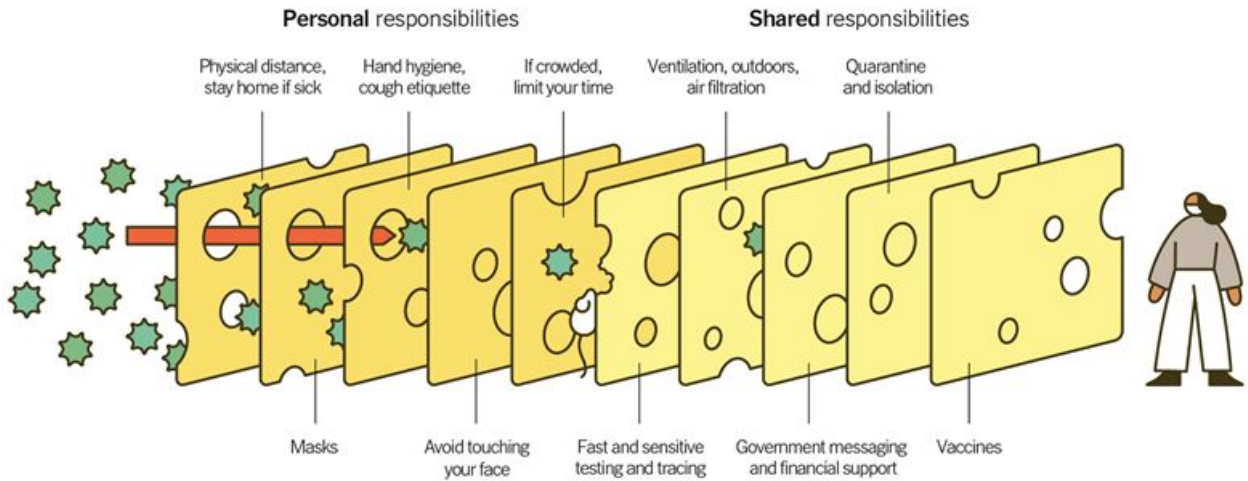 Personal responsibilities
Shared responsibilities
Physical distance,
stay home if sick
Hand hygiene,
cough etiquette
If crowded,
limit your time
Ventilation, outdoors,
air filtration
Quarantine
and isolation
Masks
Avoid touching
your face
Fast and sensitive
testing and tracing
Government messaging
and financial support
Vaccines